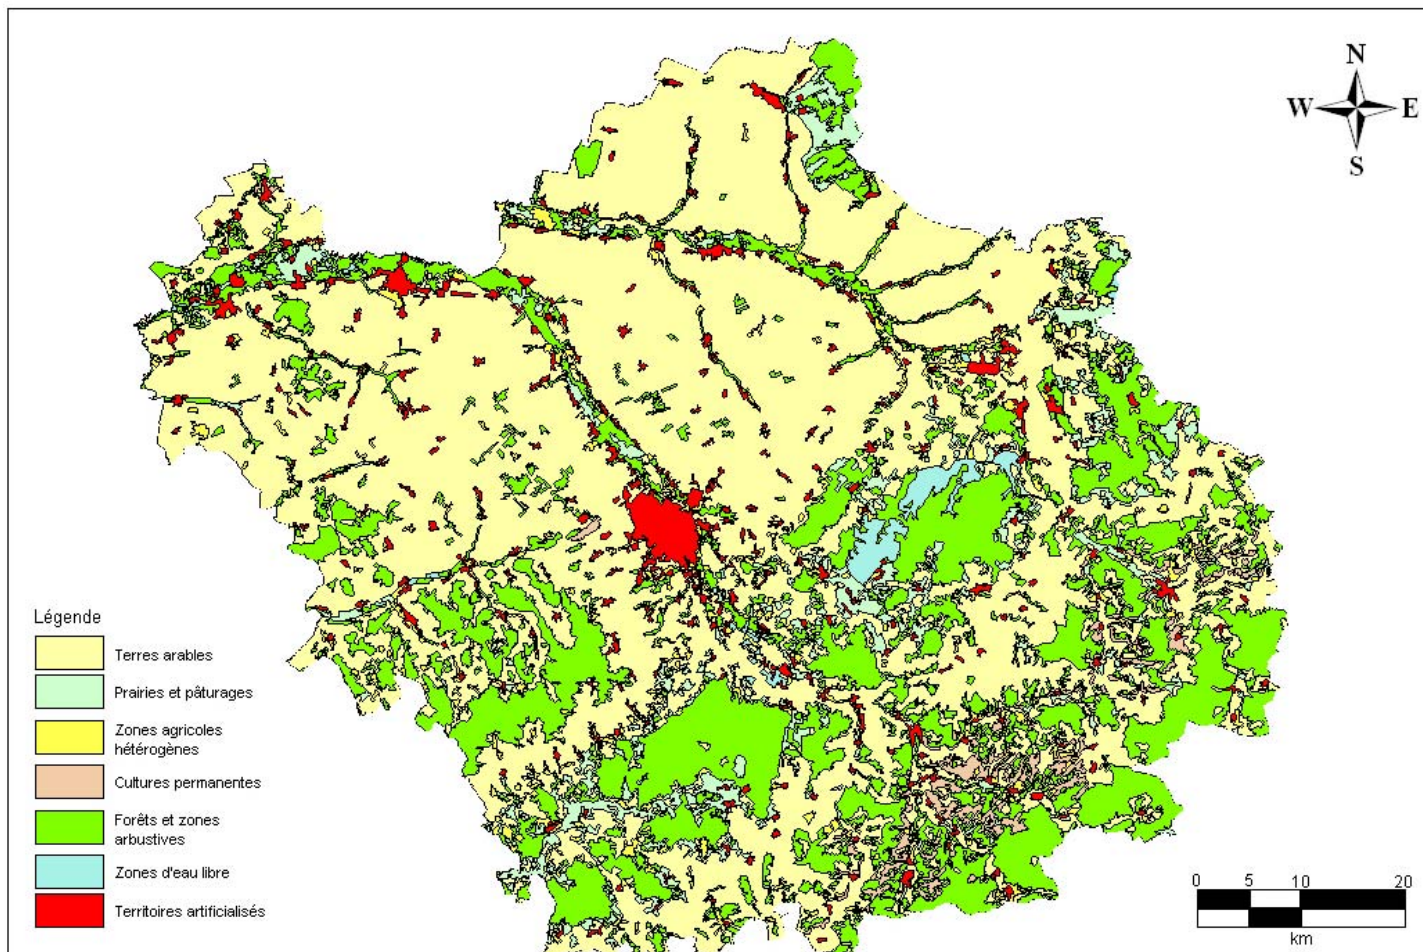 N
W E
S
Légende
Terres arables
Prairies et pâturages
Zones agricoles
hétérogènes
Cultures permanentes
Forêts et zones
arbustives
Zones d'eau libre
Territoires artificialisés
0 5 10 20
km